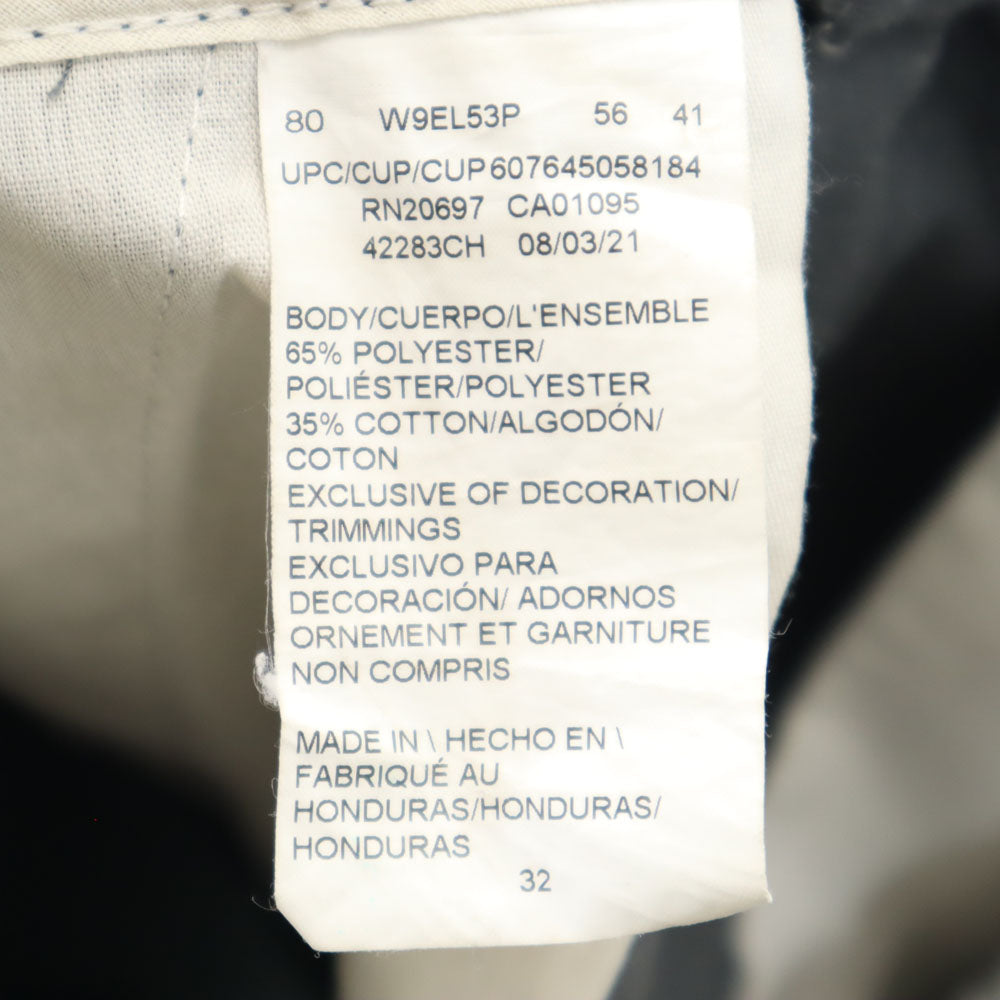 80 W9EL53P 56 41
UPC/CUP/CUP 607645058184
RN20697 CA01095
42283CH 08/03/21
BODY/CUERPO/L'ENSEMBLE
65% POLYESTER/
POLIÉSTER/POLYESTER
35% COTTON/ALGODÓN/
COTON
EXCLUSIVE OF DECORATION/
TRIMMINGS
EXCLUSIVO PARA
DECORACIÓN/ ADORNOS
ORNEMENT ET GARNITURE
NON COMPRIS
MADE IN \ HECHO EN \
FABRIQUÉ AU
HONDURAS/HONDURAS/
HONDURAS
32